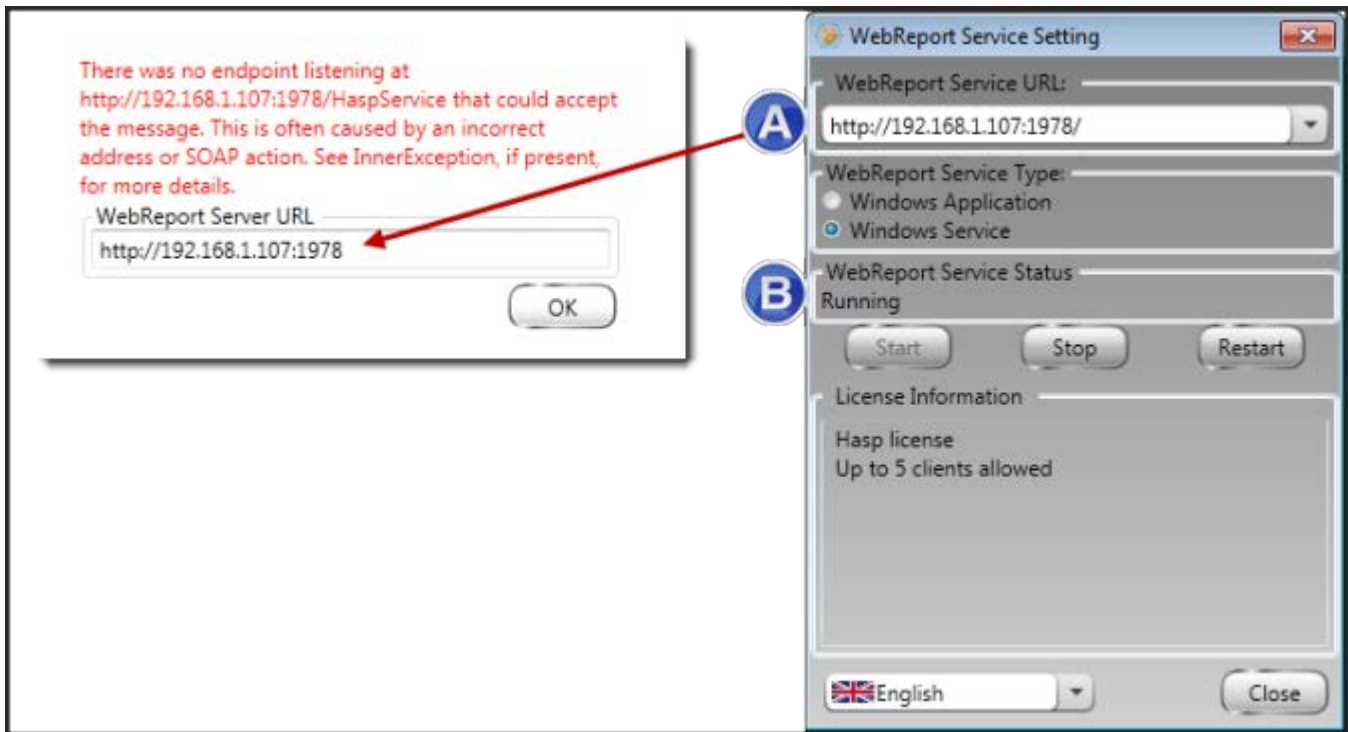 There was no endpoint listening at
http://192.168.1.107:1978/HaspService that could accept
the message. This is often caused by an incorrect
address or SOAP action. See InnerException, if present,
for more details.
WebReport Server URL
http://192.168.1.107:1978
OK
A
B
WebReport Service Setting
WebReport Service URL:
http://192.168.1.107:1978/
WebReport Service Type:
Windows Application
Windows Service
WebReport Service Status
Running
Start Stop Restart
License Information
Hasp license
Up to 5 clients allowed
English
Close